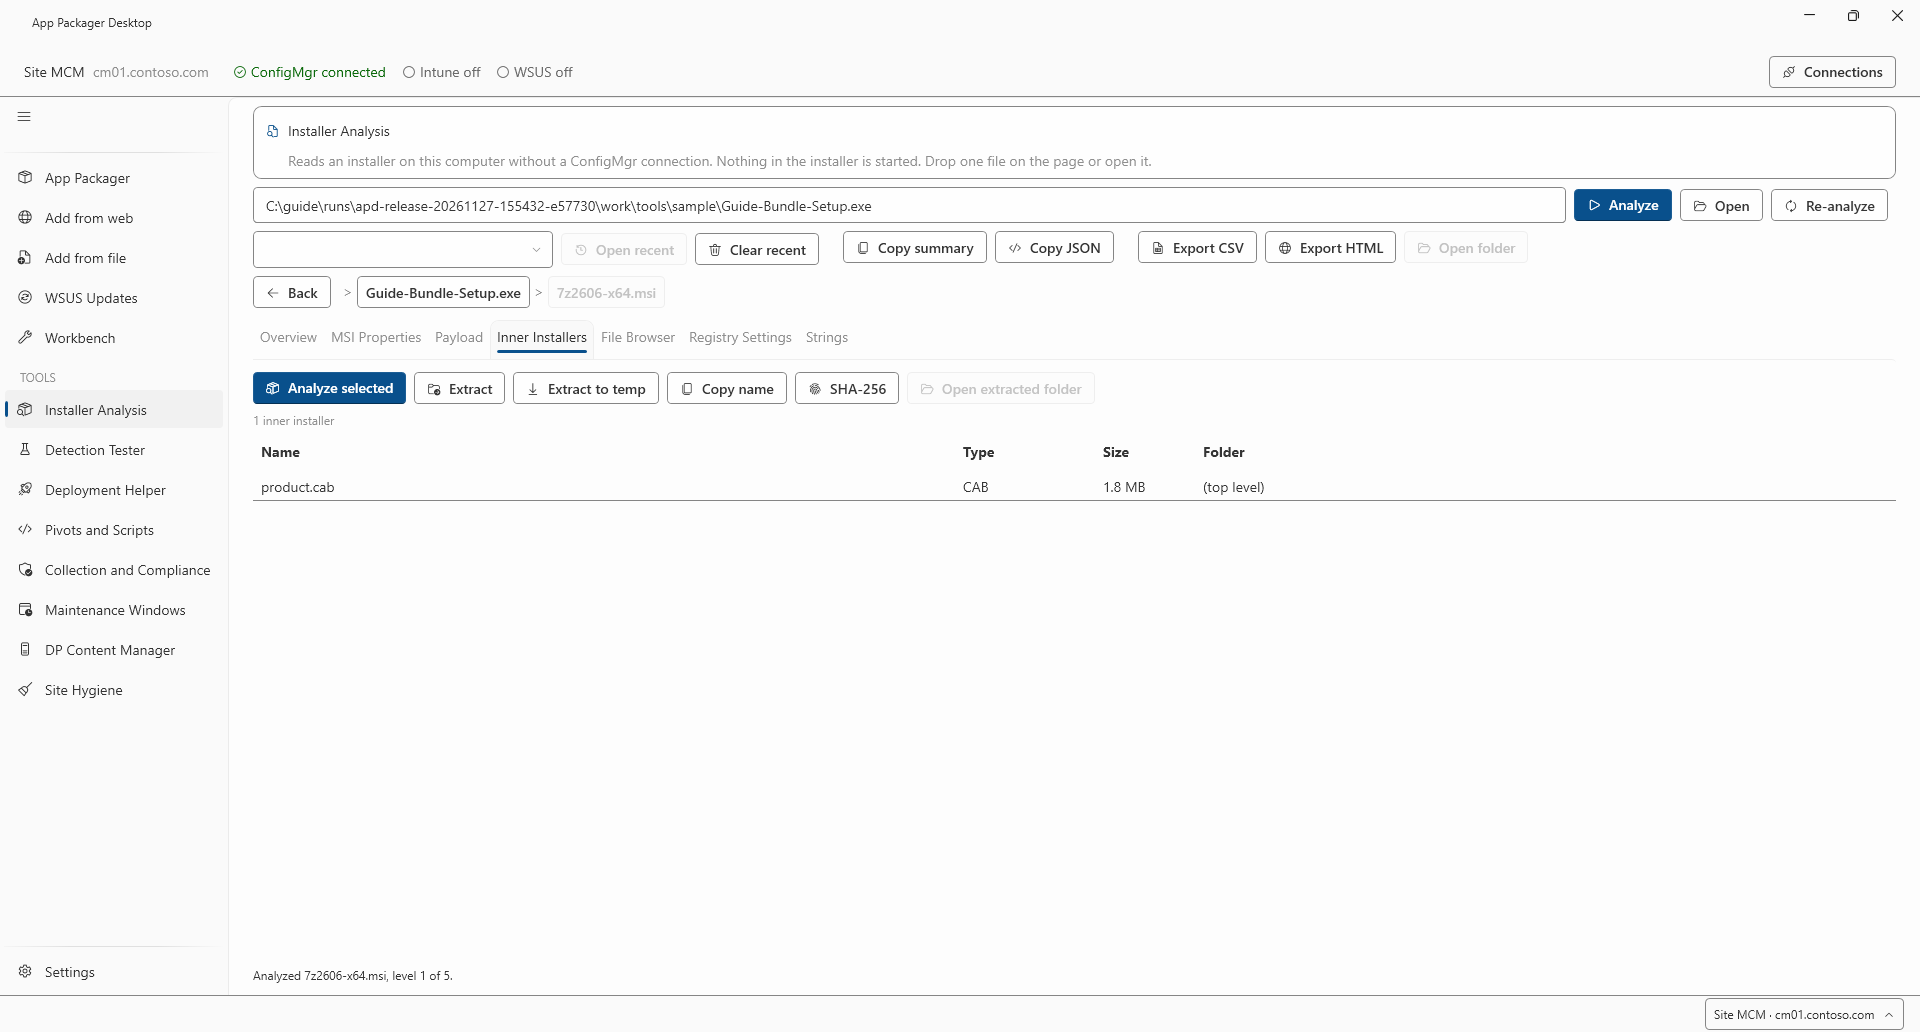 App Packager Desktop
Site MCM cm01.contoso.com ConfigMgr connected Intune off WSUS off Connections
Installer Analysis
Reads an installer on this computer without a ConfigMgr connection. Nothing in the installer is started. Drop one file on the page or open it.
C:\guide\runs\apd-release-20261127-155432-e57730\work\tools\sample\Guide-Bundle-Setup.exe Analyze Open Re-analyze
Open recent Clear recent Copy summary Copy JSON Export CSV Export HTML Open folder
Back > Guide-Bundle-Setup.exe > 7z2606-x64.msi
Overview MSI Properties Payload Inner Installers File Browser Registry Settings Strings
Analyze selected Extract Extract to temp Copy name SHA-256 Open extracted folder
1 inner installer
Name Type Size Folder
product.cab CAB 1.8 MB (top level)
App Packager
Add from web
Add from file
WSUS Updates
Workbench
TOOLS
Installer Analysis
Detection Tester
Deployment Helper
Pivots and Scripts
Collection and Compliance
Maintenance Windows
DP Content Manager
Site Hygiene
Settings
Analyzed 7z2606-x64.msi, level 1 of 5.
Site MCM · cm01.contoso.com